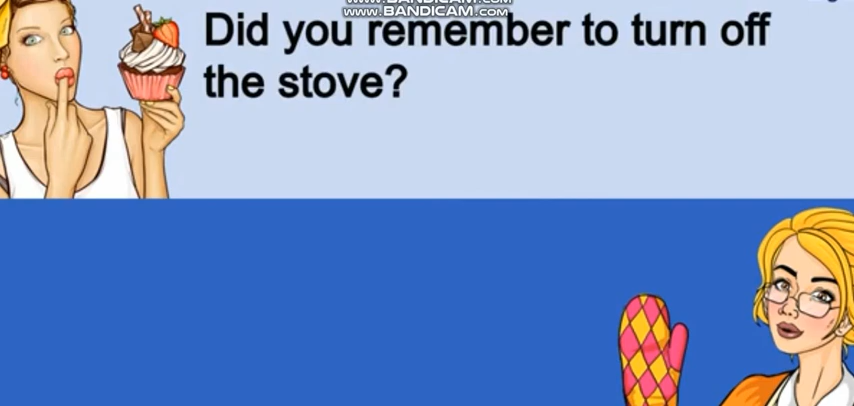 WWW.BANDICAM.COM
WWW.BANDICAM.COM
Did you remember to turn off
the stove?